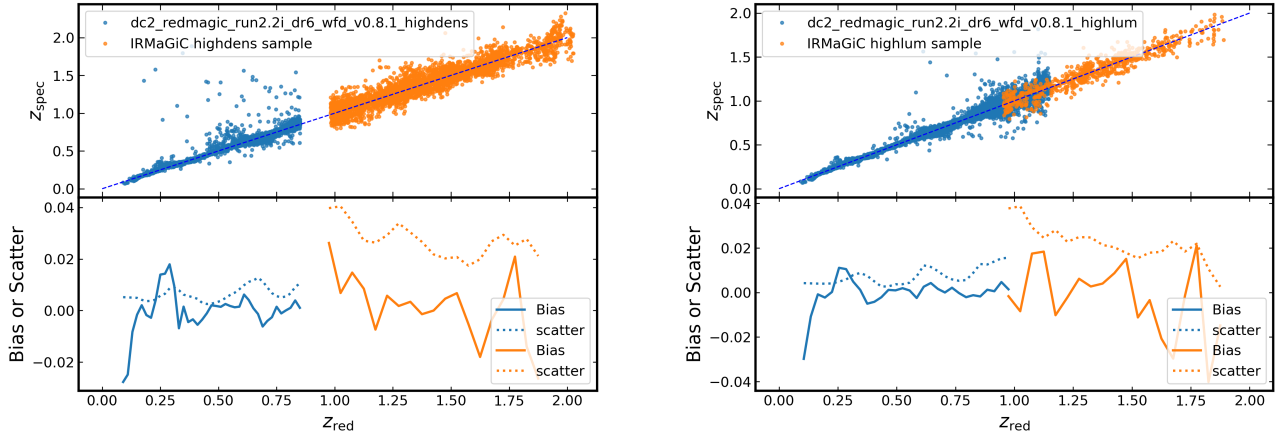 dc2_redmagic_run2.2i_dr6_wfd_v0.8.1_highdens
IRMaGiC highdens sample
2.0
1.5
1.0
0.5
0.0
z_spec
0.04
0.02
0.00
−0.02
Bias or Scatter
Bias
scatter
Bias
scatter
0.00 0.25 0.50 0.75 1.00 1.25 1.50 1.75 2.00
z_red
dc2_redmagic_run2.2i_dr6_wfd_v0.8.1_highlum
IRMaGiC highlum sample
2.0
1.5
1.0
0.5
0.0
z_spec
0.04
0.02
0.00
−0.02
−0.04
Bias or Scatter
Bias
scatter
Bias
scatter
0.00 0.25 0.50 0.75 1.00 1.25 1.50 1.75 2.00
z_red